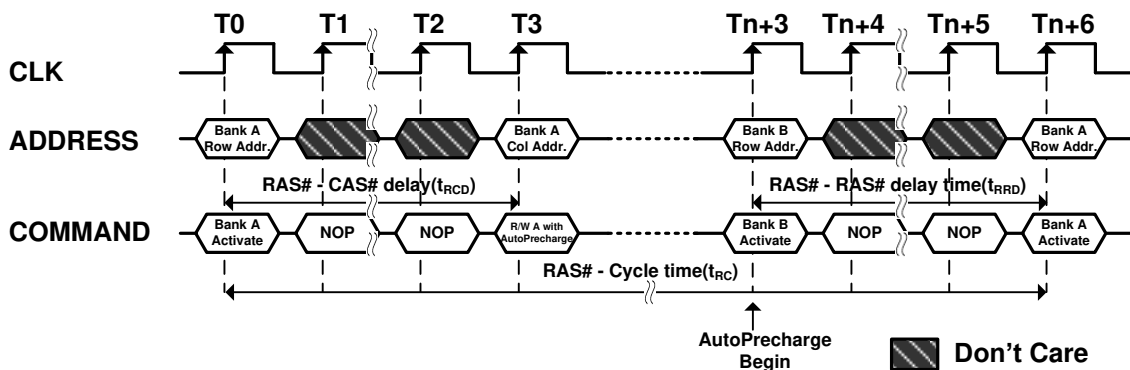 T0 T1 T2 T3 Tn+3 Tn+4 Tn+5 Tn+6
CLK
ADDRESS
Bank A
Row Addr.
Bank A
Col Addr.
Bank B
Row Addr.
Bank A
Row Addr.
RAS# - CAS# delay(tRCD)
RAS# - RAS# delay time(tRRD)
COMMAND
Bank A
Activate
NOP
NOP
R/W A with
AutoPrecharge
Bank B
Activate
NOP
NOP
Bank A
Activate
RAS# - Cycle time(tRC)
AutoPrecharge
Begin
Don't Care